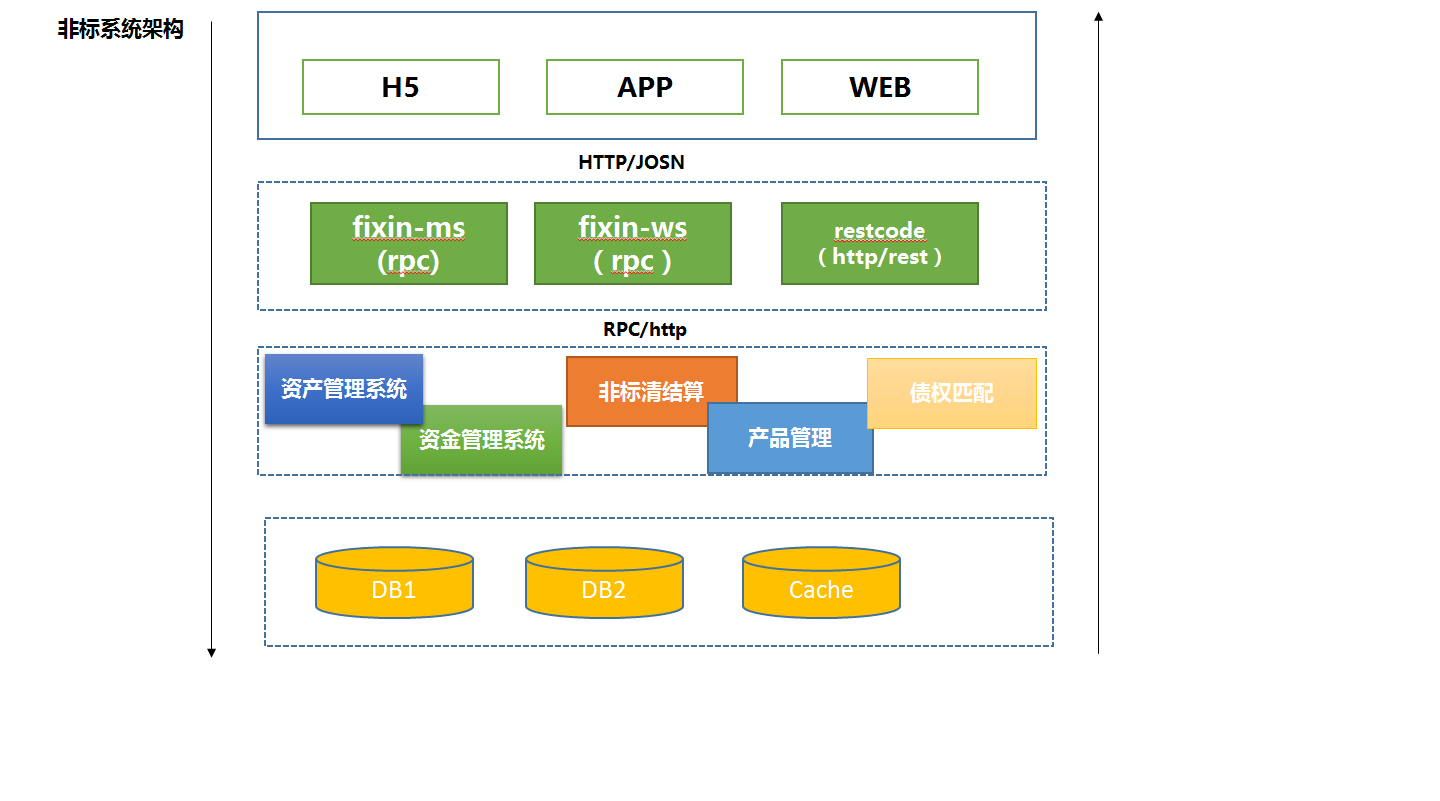 非标系统架构
H5
APP
WEB
HTTP/JOSN
fixin-ms
(rpc)
fixin-ws
（rpc）
restcode
（http/rest）
RPC/http
资产管理系统
资金管理系统
非标清结算
产品管理
债权匹配
DB1
DB2
Cache